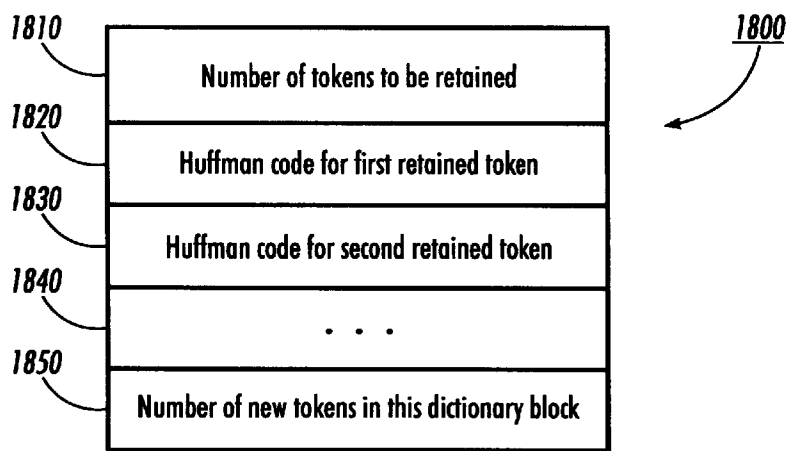 1810
1800
Number of tokens to be retained
1820
Huffman code for first retained token
1830
Huffman code for second retained token
1840
. . .
1850
Number of new tokens in this dictionary block